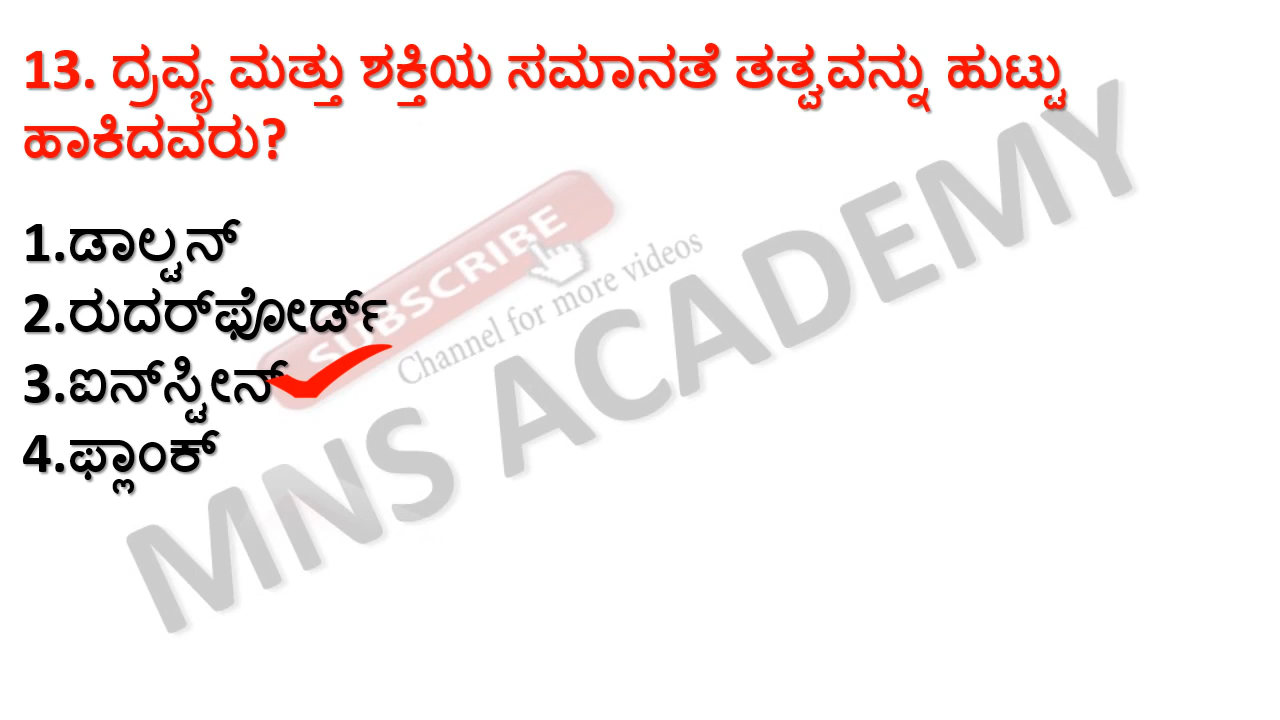 13. ದ್ರವ್ಯ ಮತ್ತು ಶಕ್ತಿಯ ಸಮಾನತೆ ತತ್ವವನ್ನು ಹುಟ್ಟು
ಹಾಕಿದವರು?
1.ಡಾಲ್ಟನ್
2.ರುದರ್‌ಫೋರ್ಡ್
3.ಐನ್‌ಸ್ಟೀನ್
4.ಫ್ಲಾಂಕ್
SUBSCRIBE
Channel for more videos
MNS ACADEMY